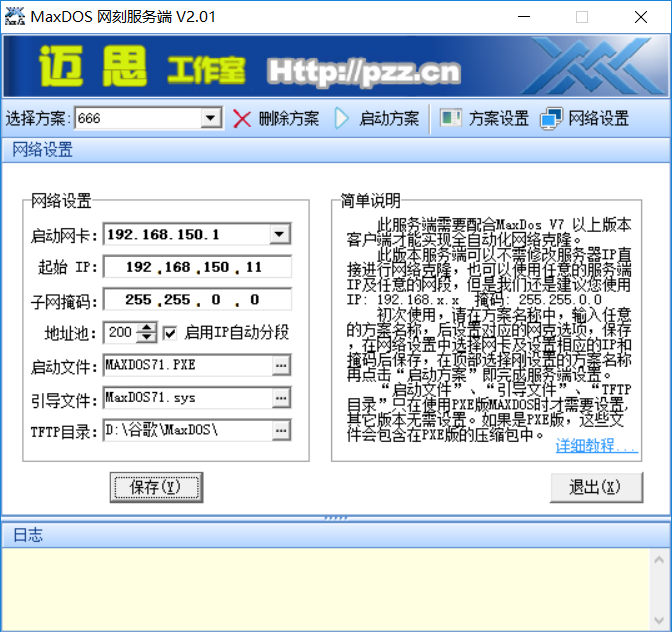 MaxDOS 网刻服务端 V2.01
迈思 工作室 Http://pzz.cn
选择方案: 666 删除方案 启动方案 方案设置 网络设置
网络设置
网络设置
启动网卡: 192.168.150.1
起始 IP: 192 .168 .150 . 11
子网掩码: 255 .255 . 0 . 0
地址池: 200 启用IP自动分段
启动文件: MAXDOS71.PXE ...
引导文件: MaxDOS71.sys ...
TFTP目录: D:\谷歌\MaxDOS\ ...
保存(Y)
简单说明
此服务端需要配合MaxDos V7 以上版本
客户端才能实现全自动化网络克隆。
此版本服务端可以不需修改服务器IP直
接进行网络克隆，也可以使用任意的服务端
IP及任意的网段，但是我们还是建议您使用
IP: 192.168.x.x 掩码: 255.255.0.0
初次使用，请在方案名称中，输入任意
的方案名称，后设置对应的网克选项，保存
，在网络设置中选择网卡及设置相应的IP和
掩码后保存，在顶部选择刚设置的方案名称
再点击“启动方案”即完成服务端设置。
“启动文件”、“引导文件”、“TFTP
目录”只在使用PXE版MAXDOS时才需要设置,
其它版本无需设置。如果是PXE版，这些文
件会包含在PXE版的压缩包中。
详细教程...
退出(X)
日志